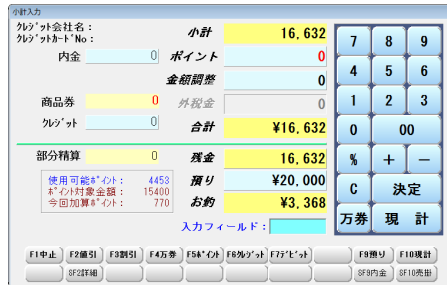 小計入力
ｸﾚｼﾞｯﾄ会社名：
ｸﾚｼﾞｯﾄｶｰﾄﾞNo：
小計 16,632
内金 0 ポイント 0
金額調整 0
商品券 0 外税金 0
ｸﾚｼﾞｯﾄ 0 合計 ¥16,632
部分精算 0 残金 16,632
使用可能ﾎﾟｲﾝﾄ： 4453 預り ¥20,000
ﾎﾟｲﾝﾄ対象金額： 15400
今回加算ﾎﾟｲﾝﾄ： 770 お釣 ¥3,368
入力フィールド：
7 8 9
4 5 6
1 2 3
0 00
% + −
C 決定
万券 現 計
F1中止 F2値引 F3割引 F4万券 F5ﾎﾟｲﾝﾄ F6ｸﾚｼﾞｯﾄ F7ﾃﾞﾋﾞｯﾄ F9預り F10現計
SF2詳細 SF9内金 SF10売掛